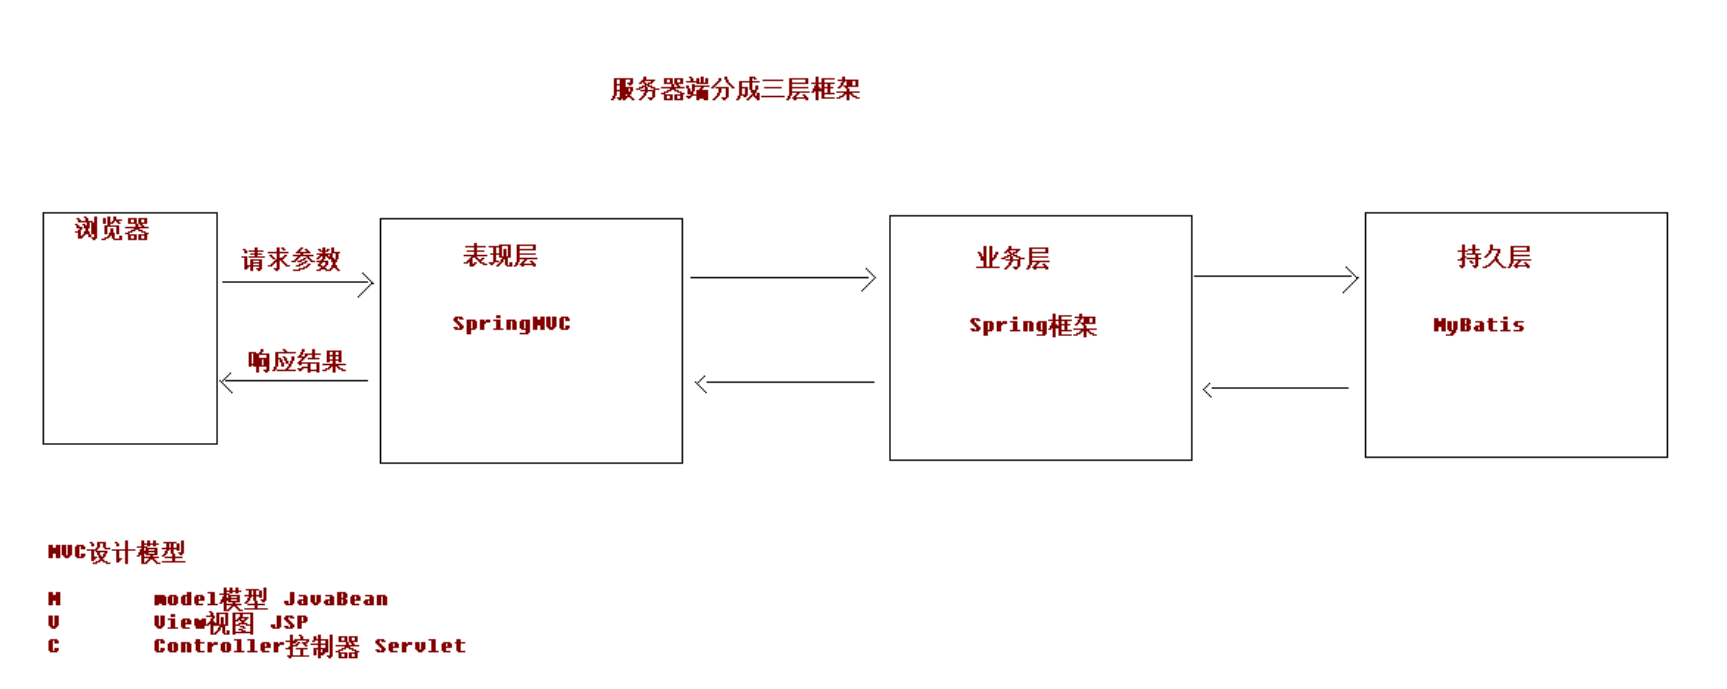 服务器端分成三层框架
浏览器
请求参数
响应结果
表现层
SpringMVC
业务层
Spring框架
持久层
MyBatis
MVC设计模型
M model模型 JavaBean
V View视图 JSP
C Controller控制器 Servlet